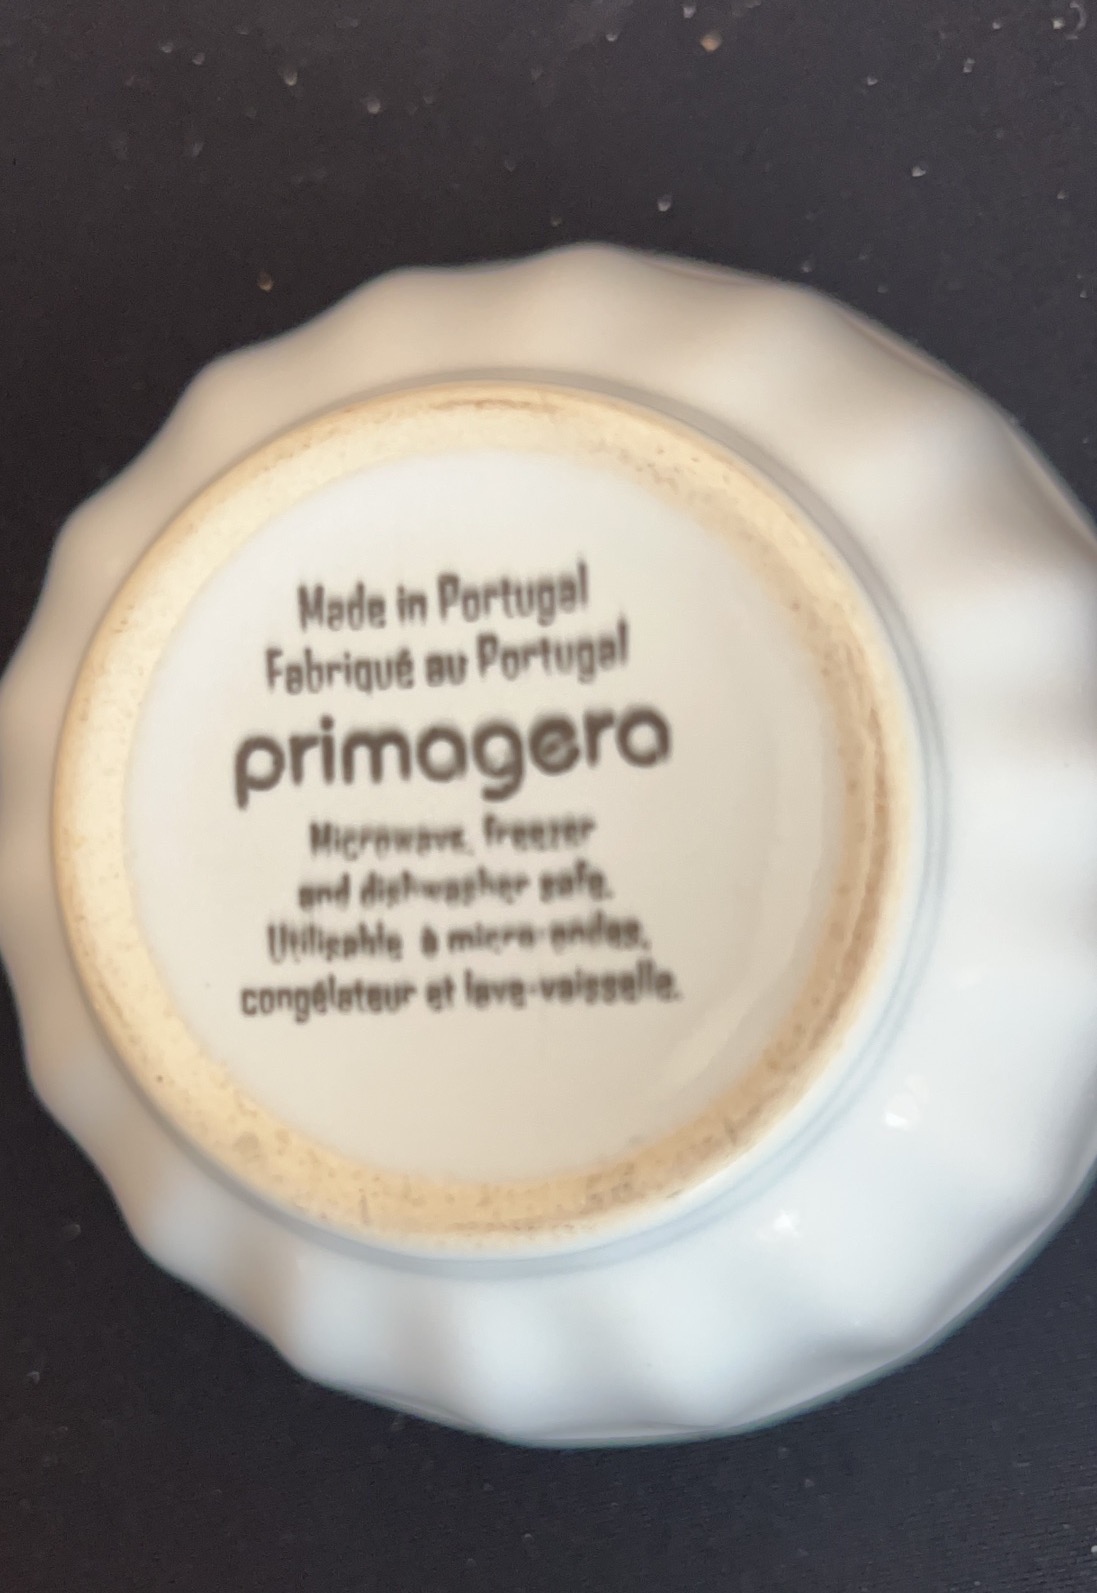 Made in Portugal
Fabriqué au Portugal
primagera
Microwave, freezer
and dishwasher safe.
Utilisable à micro-ondes,
congélateur et lave-vaisselle.